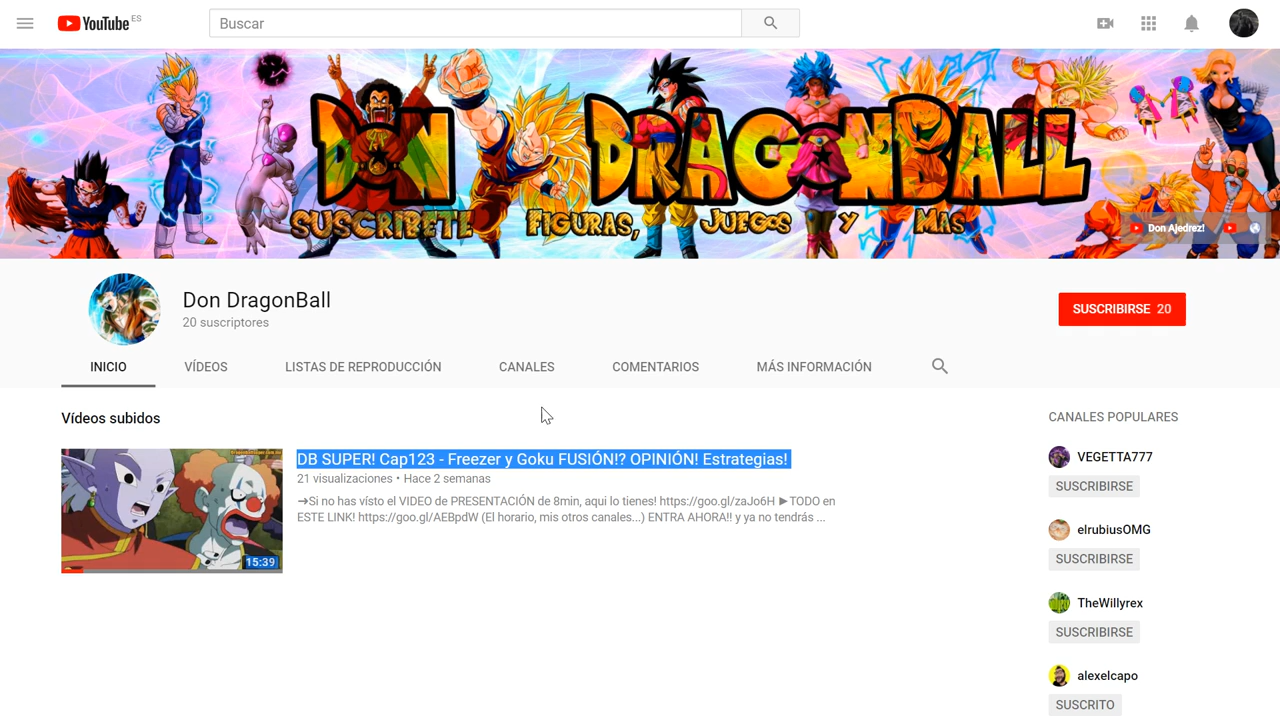 YouTube ES
Buscar
DON DRAGONBALL
SUSCRIBETE FIGURAS, JUEGOS Y MAS
Don Ajedrez!
Don DragonBall
20 suscriptores
SUSCRIBIRSE 20
INICIO VÍDEOS LISTAS DE REPRODUCCIÓN CANALES COMENTARIOS MÁS INFORMACIÓN
Vídeos subidos
DB SUPER! Cap123 - Freezer y Goku FUSIÓN!? OPINIÓN! Estrategias!
21 visualizaciones • Hace 2 semanas
➙Si no has vísto el VIDEO de PRESENTACIÓN de 8min, aqui lo tienes! https://goo.gl/zaJo6H ►TODO en
ESTE LINK! https://goo.gl/AEBpdW (El horario, mis otros canales...) ENTRA AHORA!! y ya no tendrás ...
15:39
CANALES POPULARES
VEGETTA777
SUSCRIBIRSE
elrubiusOMG
SUSCRIBIRSE
TheWillyrex
SUSCRIBIRSE
alexelcapo
SUSCRITO